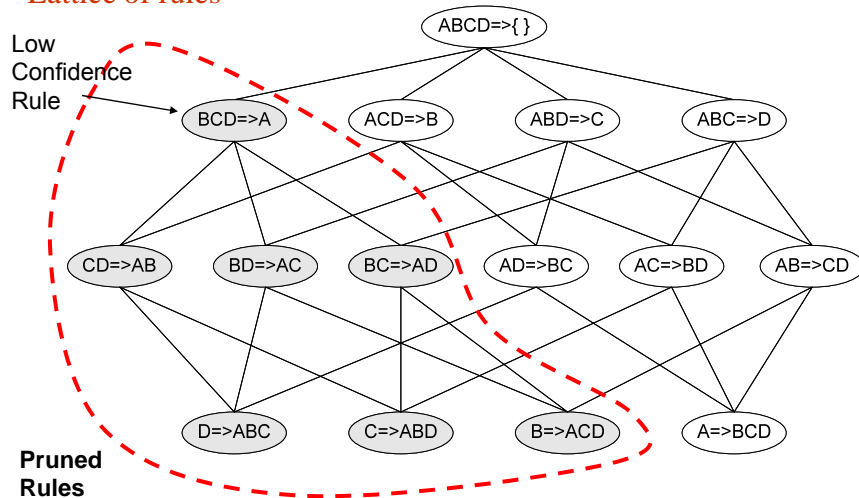 Lattice of rules
ABCD=>{ }
Low
Confidence
Rule
BCD=>A
ACD=>B
ABD=>C
ABC=>D
CD=>AB
BD=>AC
BC=>AD
AD=>BC
AC=>BD
AB=>CD
D=>ABC
C=>ABD
B=>ACD
A=>BCD
Pruned
Rules